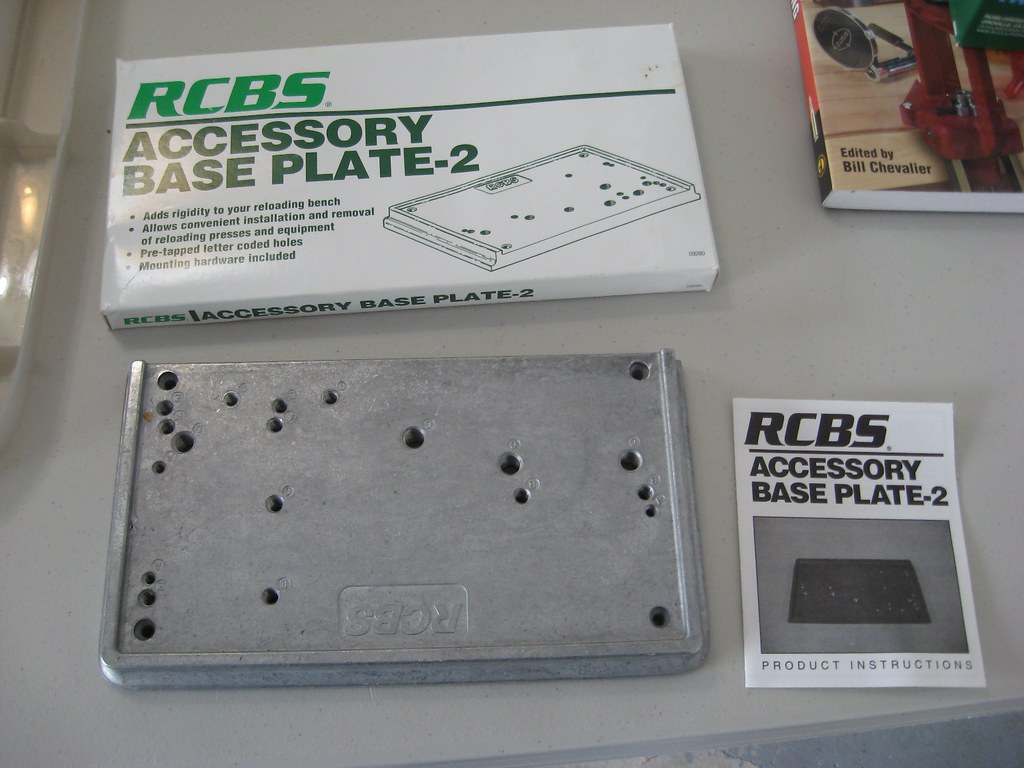 RCBS
ACCESSORY
BASE PLATE-2
• Adds rigidity to your reloading bench
• Allows convenient installation and removal
of reloading presses and equipment
• Pre-tapped letter coded holes
• Mounting hardware included
RCBS
RCBS ACCESSORY BASE PLATE-2
Edited by
Bill Chevalier
RCBS
RCBS
ACCESSORY
BASE PLATE-2
PRODUCT INSTRUCTIONS